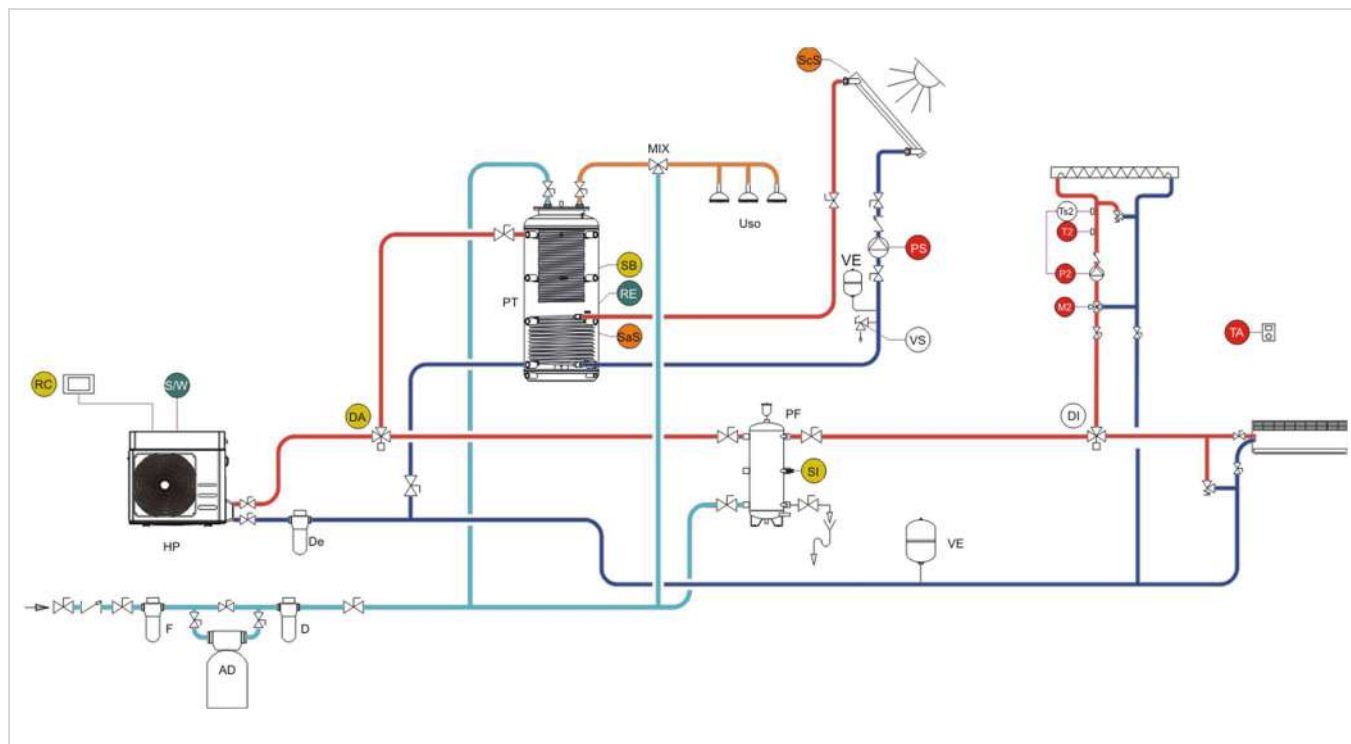 ScS
MIX
Uso
Ts2
T2
PS
SB
VE
RE
P2
PT
M2
SaS
VS
TA
RC
S/W
DA
PF
DI
SI
HP
De
VE
F
D
AD